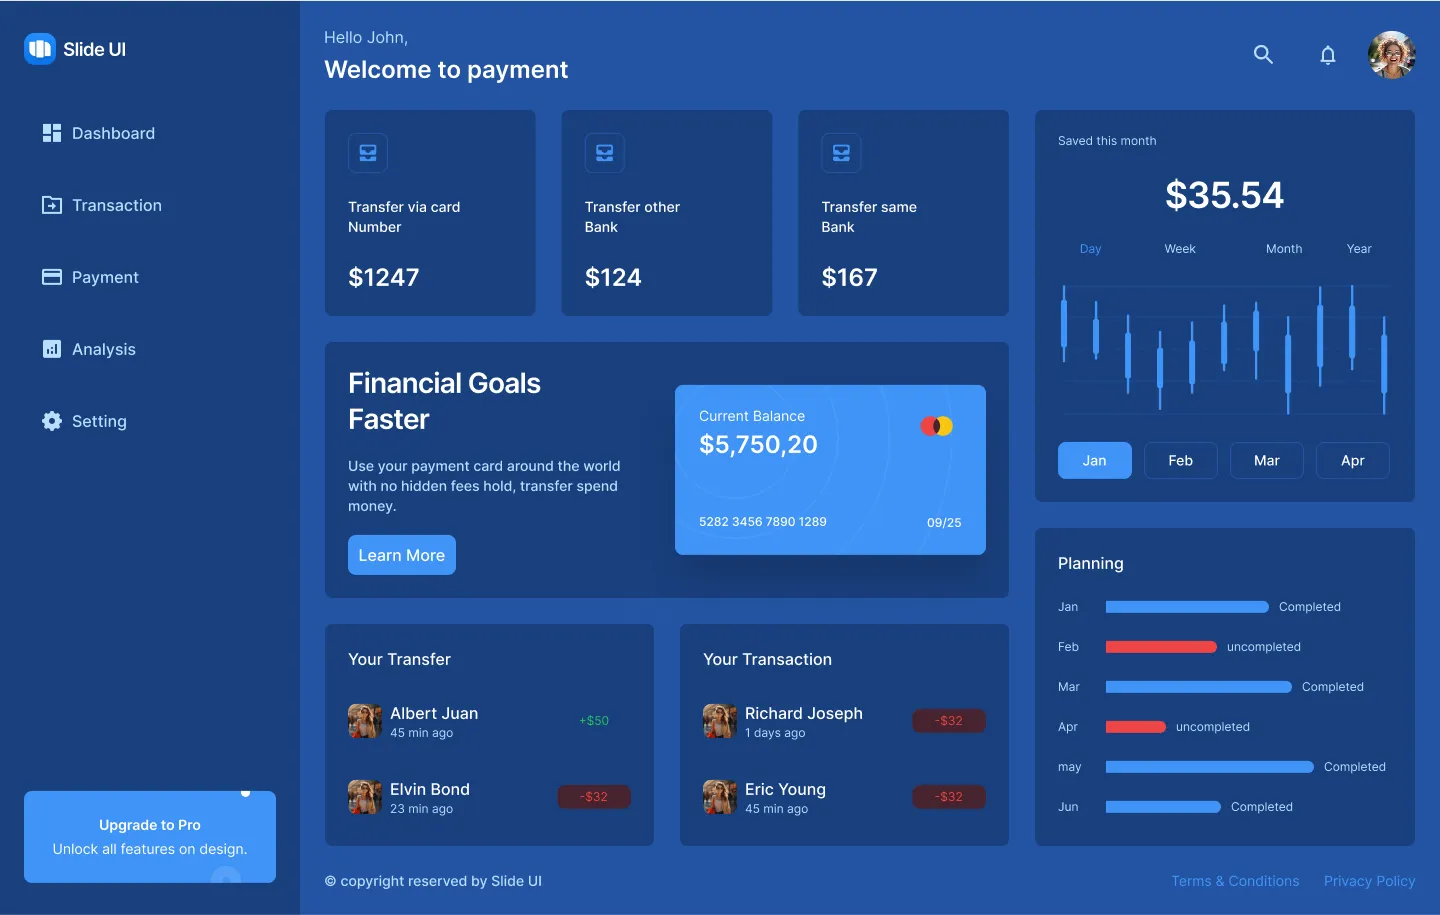 Slide UI
Dashboard
Transaction
Payment
Analysis
Setting
Upgrade to Pro
Unlock all features on design.
Hello John,
Welcome to payment
Transfer via card
Number
$1247
Transfer other
Bank
$124
Transfer same
Bank
$167
Financial Goals
Faster
Use your payment card around the world
with no hidden fees hold, transfer spend
money.
Learn More
Current Balance
$5,750,20
5282 3456 7890 1289
09/25
Your Transfer
Albert Juan
45 min ago
+$50
Elvin Bond
23 min ago
-$32
Your Transaction
Richard Joseph
1 days ago
-$32
Eric Young
45 min ago
-$32
Saved this month
$35.54
Day Week Month Year
Jan Feb Mar Apr
Planning
Jan Completed
Feb uncompleted
Mar Completed
Apr uncompleted
may Completed
Jun Completed
© copyright reserved by Slide UI
Terms & Conditions Privacy Policy